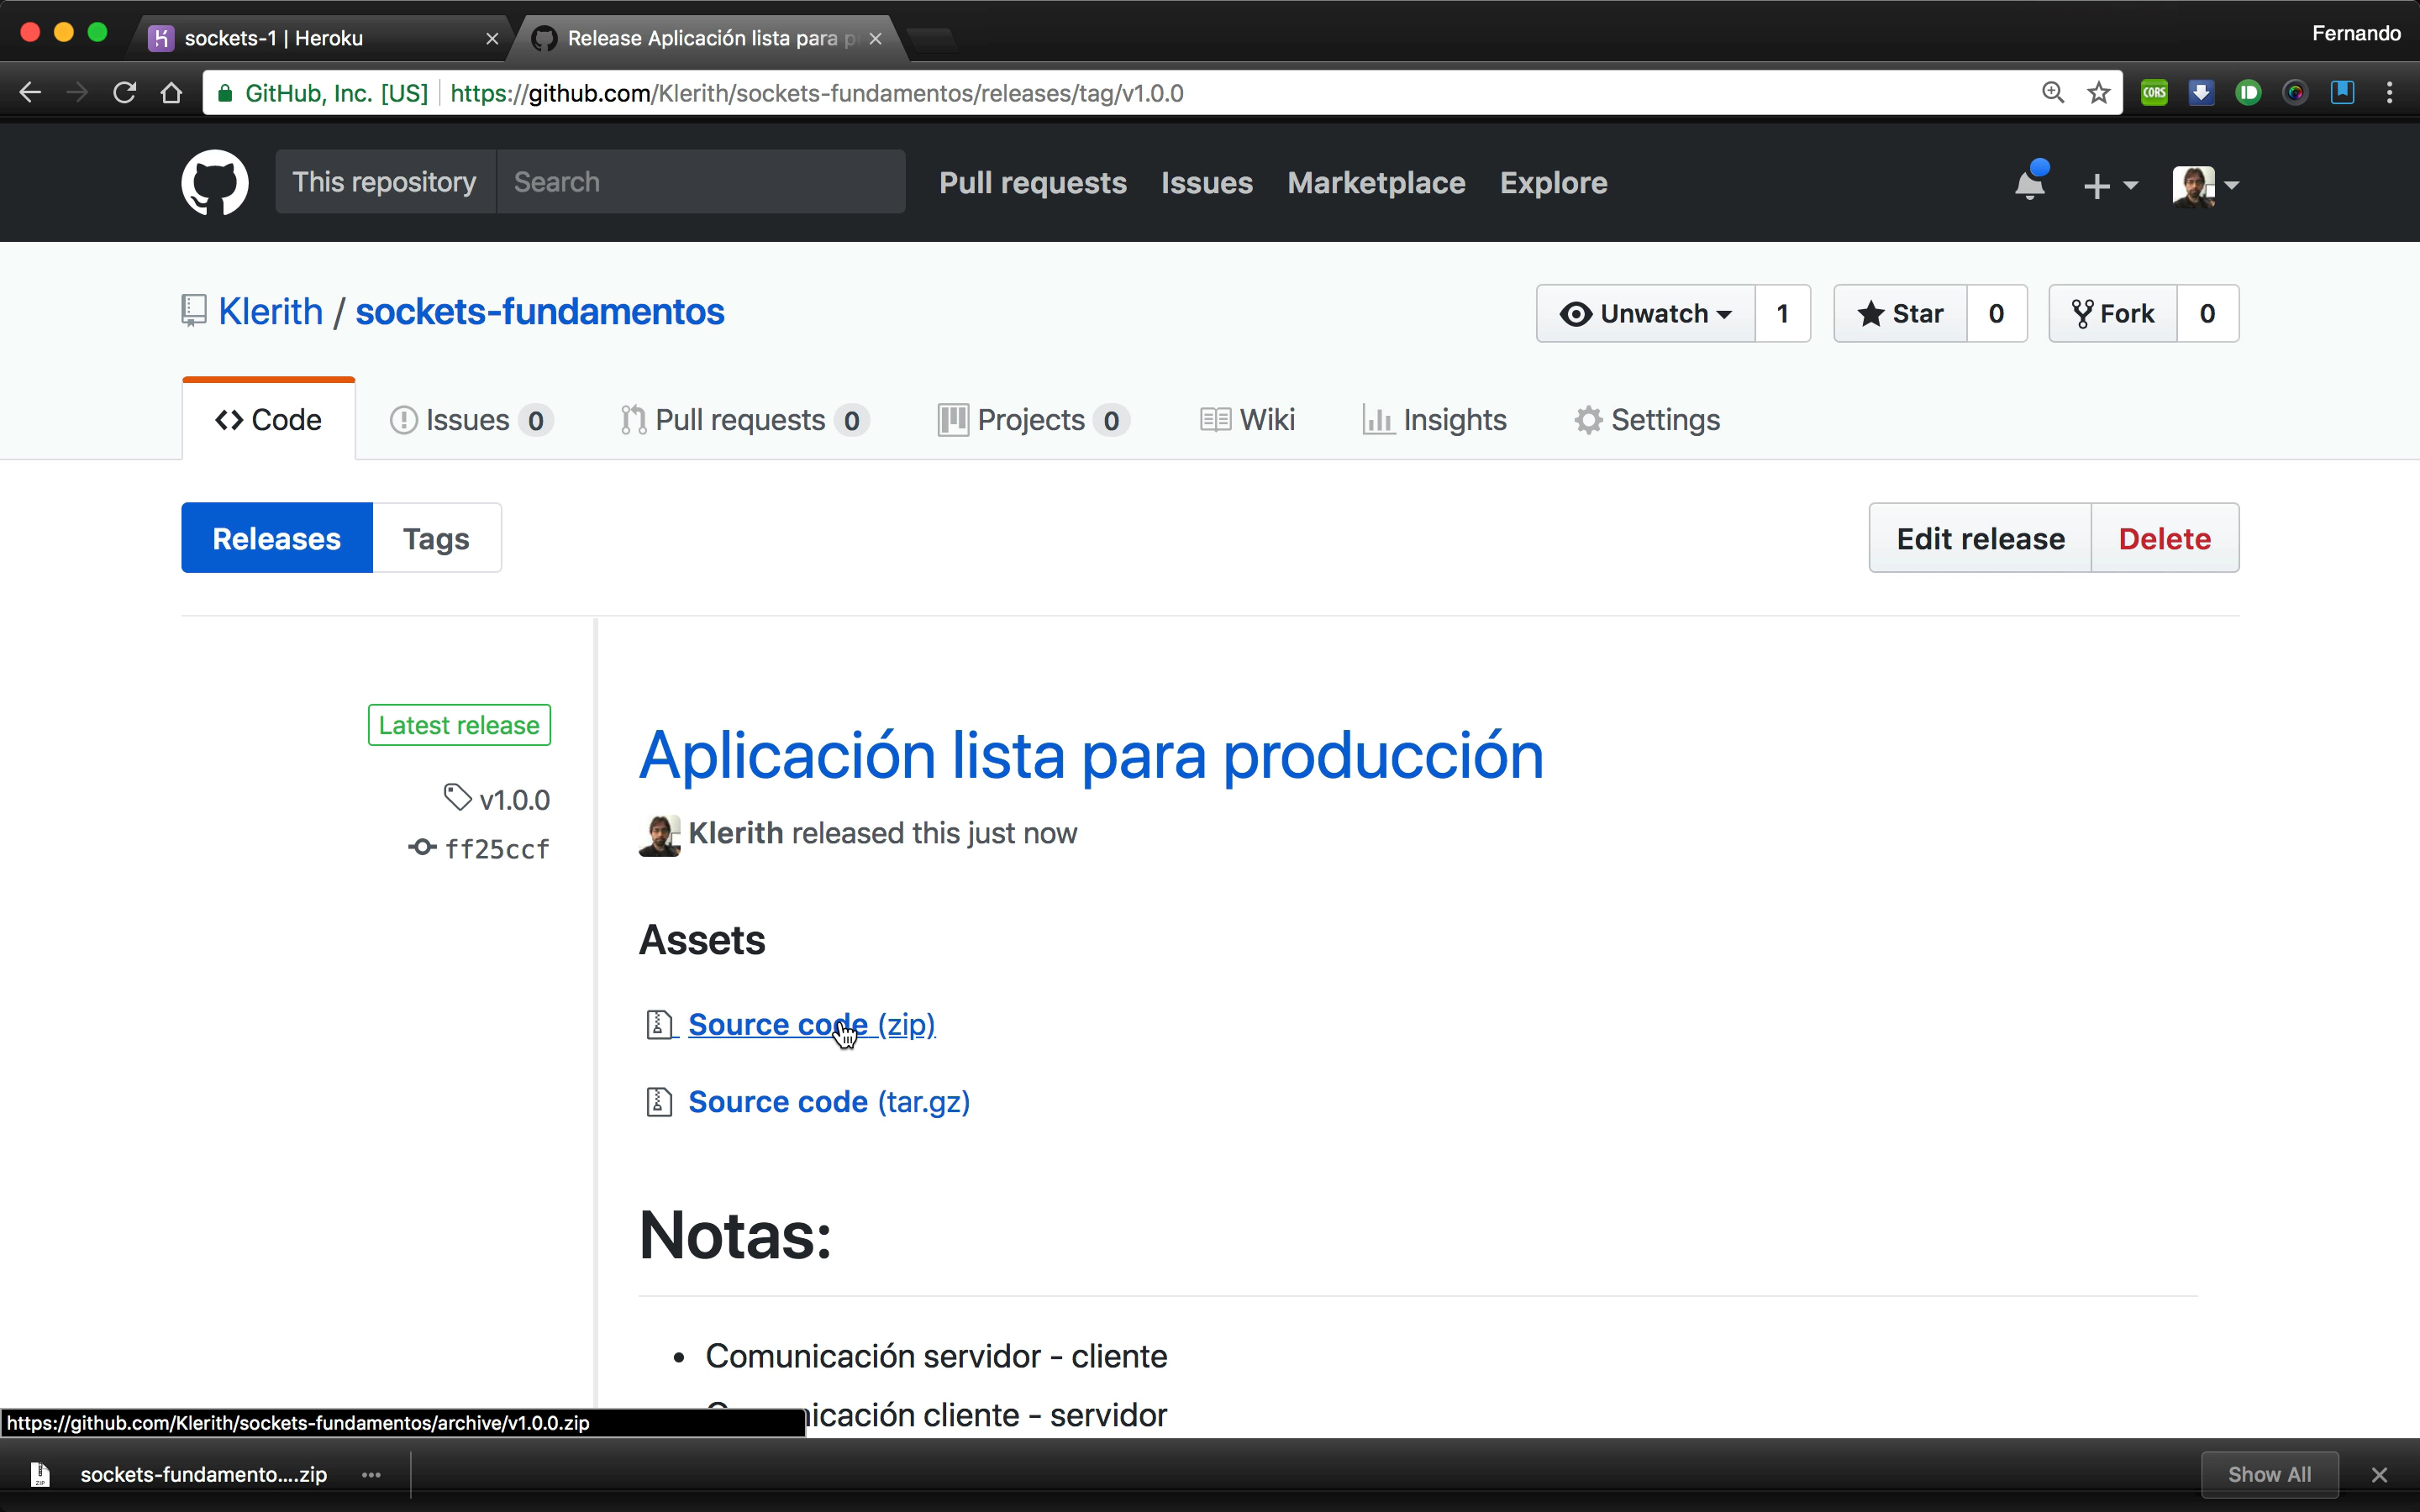 sockets-1 | Heroku
Release Aplicación lista para p
Fernando
GitHub, Inc. [US] https://github.com/Klerith/sockets-fundamentos/releases/tag/v1.0.0
CORS
This repository Search Pull requests Issues Marketplace Explore
Klerith / sockets-fundamentos
Unwatch 1 Star 0 Fork 0
Code Issues 0 Pull requests 0 Projects 0 Wiki Insights Settings
Releases Tags
Edit release Delete
Latest release
v1.0.0
ff25ccf
Aplicación lista para producción
Klerith released this just now
Assets
Source code (zip)
Source code (tar.gz)
Notas:
• Comunicación servidor - cliente
icación cliente - servidor
https://github.com/Klerith/sockets-fundamentos/archive/v1.0.0.zip
sockets-fundamento....zip
Show All